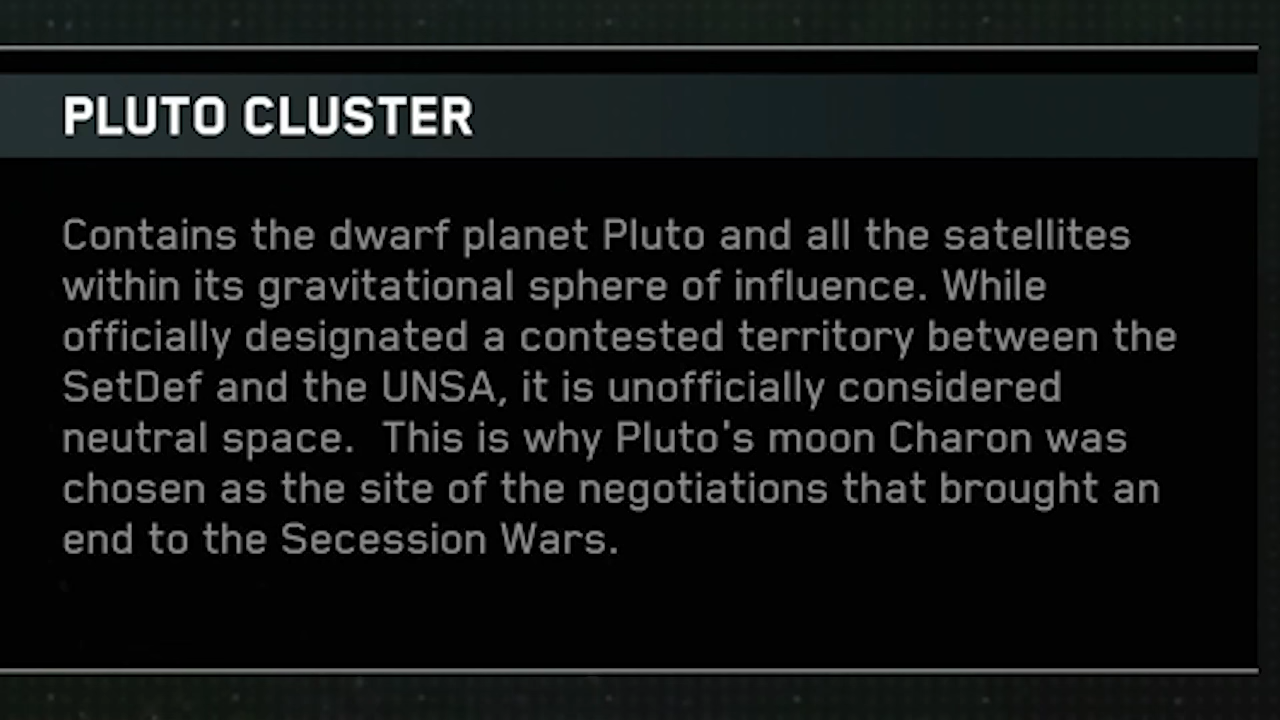 PLUTO CLUSTER
Contains the dwarf planet Pluto and all the satellites
within its gravitational sphere of influence. While
officially designated a contested territory between the
SetDef and the UNSA, it is unofficially considered
neutral space.  This is why Pluto's moon Charon was
chosen as the site of the negotiations that brought an
end to the Secession Wars.